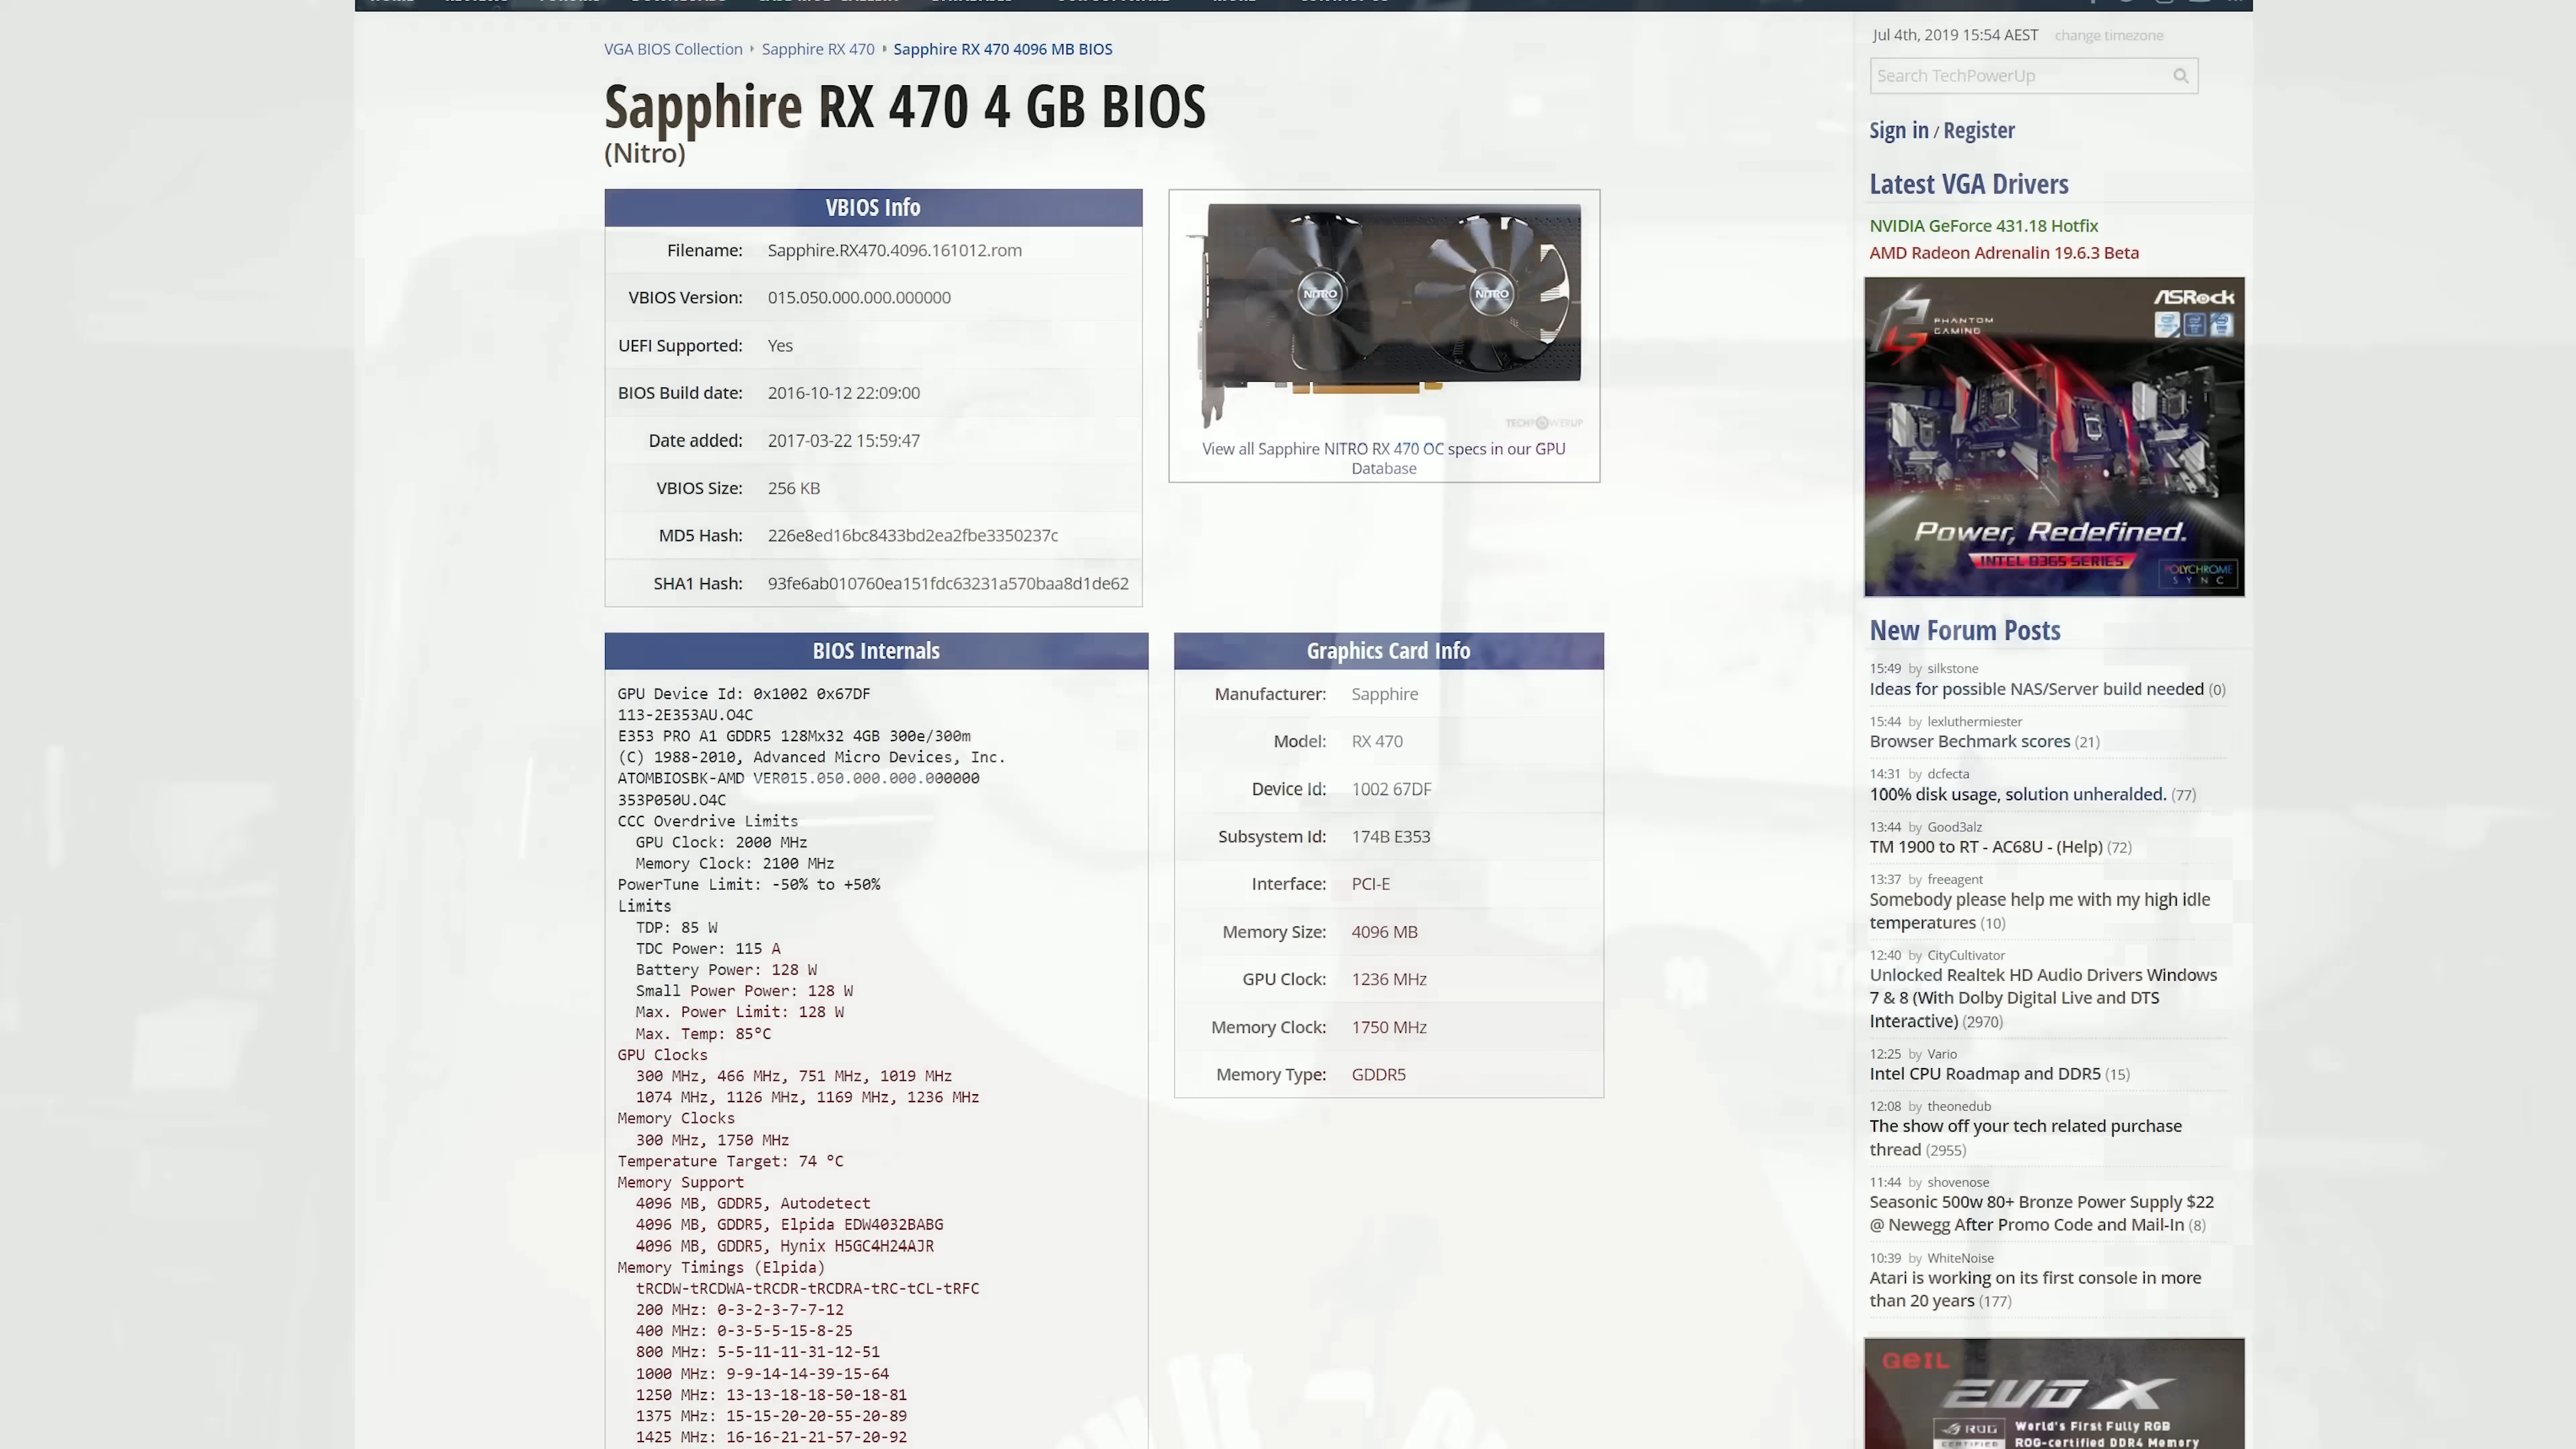 VGA BIOS Collection › Sapphire RX 470 › Sapphire RX 470 4096 MB BIOS
Sapphire RX 470 4 GB BIOS
(Nitro)
VBIOS Info
Filename: Sapphire.RX470.4096.161012.rom
VBIOS Version: 015.050.000.000.000000
UEFI Supported: Yes
BIOS Build date: 2016-10-12 22:09:00
Date added: 2017-03-22 15:59:47
VBIOS Size: 256 KB
MD5 Hash: 226e8ed16bc8433bd2ea2fbe3350237c
SHA1 Hash: 93fe6ab010760ea151fdc63231a570baa8d1de62
NITRO
NITRO
TECHPOWERUP
View all Sapphire NITRO RX 470 OC specs in our GPU
Database
BIOS Internals
GPU Device Id: 0x1002 0x67DF
113-2E353AU.O4C
E353 PRO A1 GDDR5 128Mx32 4GB 300e/300m
(C) 1988-2010, Advanced Micro Devices, Inc.
ATOMBIOSBK-AMD VER015.050.000.000.000000
353P050U.O4C
CCC Overdrive Limits
GPU Clock: 2000 MHz
Memory Clock: 2100 MHz
PowerTune Limit: -50% to +50%
Limits
TDP: 85 W
TDC Power: 115 A
Battery Power: 128 W
Small Power Power: 128 W
Max. Power Limit: 128 W
Max. Temp: 85°C
GPU Clocks
300 MHz, 466 MHz, 751 MHz, 1019 MHz
1074 MHz, 1126 MHz, 1169 MHz, 1236 MHz
Memory Clocks
300 MHz, 1750 MHz
Temperature Target: 74 °C
Memory Support
4096 MB, GDDR5, Autodetect
4096 MB, GDDR5, Elpida EDW4032BABG
4096 MB, GDDR5, Hynix H5GC4H24AJR
Memory Timings (Elpida)
tRCDW-tRCDWA-tRCDR-tRCDRA-tRC-tCL-tRFC
200 MHz: 0-3-2-3-7-7-12
400 MHz: 0-3-5-5-15-8-25
800 MHz: 5-5-11-11-31-12-51
1000 MHz: 9-9-14-14-39-15-64
1250 MHz: 13-13-18-18-50-18-81
1375 MHz: 15-15-20-20-55-20-89
1425 MHz: 16-16-21-21-57-20-92
Graphics Card Info
Manufacturer: Sapphire
Model: RX 470
Device Id: 1002 67DF
Subsystem Id: 174B E353
Interface: PCI-E
Memory Size: 4096 MB
GPU Clock: 1236 MHz
Memory Clock: 1750 MHz
Memory Type: GDDR5
Jul 4th, 2019 15:54 AEST change timezone
Search TechPowerUp
Sign in / Register
Latest VGA Drivers
NVIDIA GeForce 431.18 Hotfix
AMD Radeon Adrenalin 19.6.3 Beta
PHANTOM
GAMING
ASRock
Power, Redefined.
INTEL B365 SERIES
POLYCHROME
SYNC
New Forum Posts
15:49 by silkstone
Ideas for possible NAS/Server build needed (0)
15:44 by lexluthermiester
Browser Bechmark scores (21)
14:31 by dcfecta
100% disk usage, solution unheralded. (77)
13:44 by Good3alz
TM 1900 to RT - AC68U - (Help) (72)
13:37 by freeagent
Somebody please help me with my high idle
temperatures (10)
12:40 by CityCultivator
Unlocked Realtek HD Audio Drivers Windows
7 & 8 (With Dolby Digital Live and DTS
Interactive) (2970)
12:25 by Vario
Intel CPU Roadmap and DDR5 (15)
12:08 by theonedub
The show off your tech related purchase
thread (2955)
11:44 by shovenose
Seasonic 500w 80+ Bronze Power Supply $22
@ Newegg After Promo Code and Mail-In (8)
10:39 by WhiteNoise
Atari is working on its first console in more
than 20 years (177)
GeIL
EVO X
ROG
CERTIFIED
World's First Fully RGB
ROG-certified DDR4 Memory